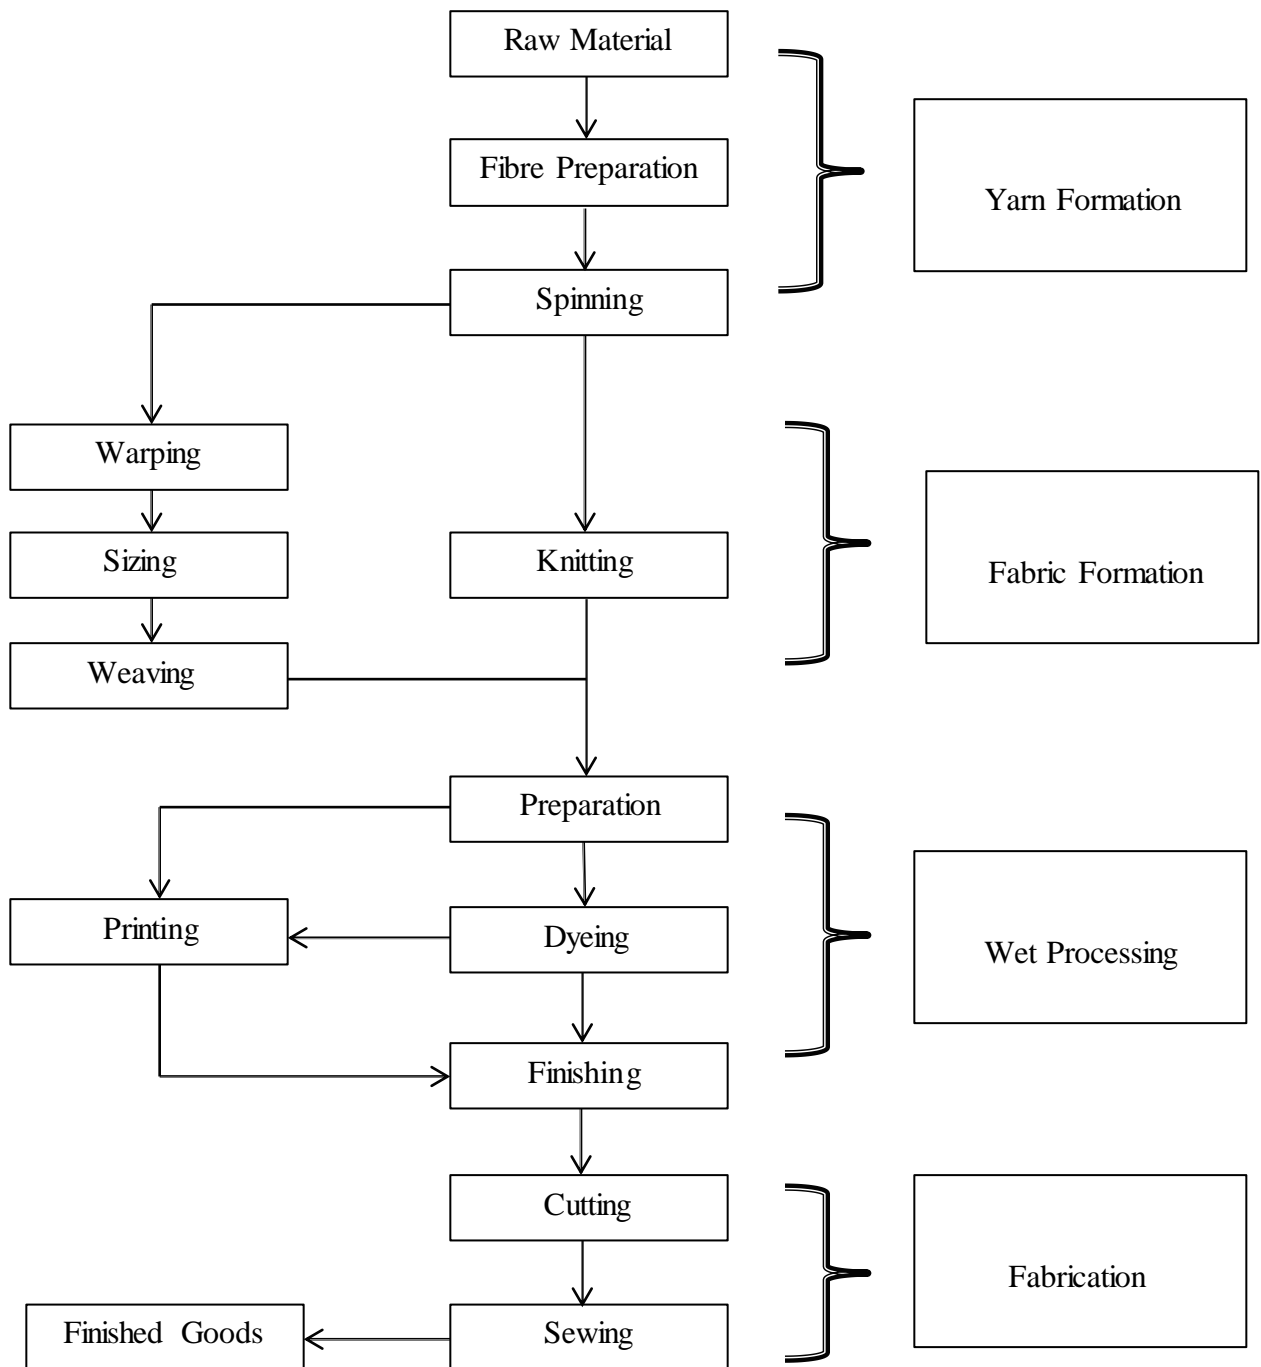 Raw Material
Fibre Preparation
Yarn Formation
Spinning
Warping
Sizing
Knitting
Fabric Formation
Weaving
Preparation
Printing
Dyeing
Wet Processing
Finishing
Cutting
Fabrication
Finished Goods
Sewing